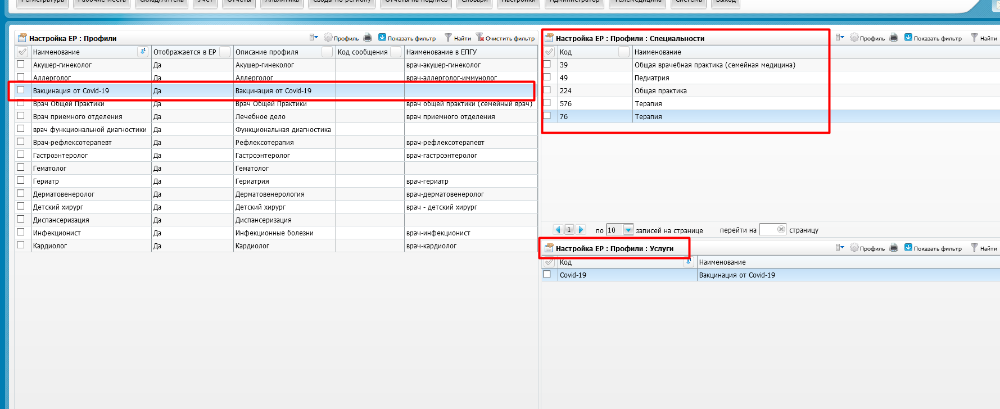 Регистратура Рабочие места Склад/Аптека Учет Отчеты Аналитика Своды по региону Отчеты на подпись Словари Настройки Администратор Телемедицина Система Выход
Настройка ЕР : Профили Профиль Показать фильтр Найти Очистить фильтр
Наименование Отображается в ЕР Описание профиля Код сообщения Наименование в ЕПГУ
Акушер-гинеколог Да Акушер-гинеколог врач-акушер-гинеколог
Аллерголог Да Аллерголог врач-аллерголог-иммунолог
Вакцинация от Covid-19 Да Вакцинация от Covid-19
Врач Общей Практики Да Врач Общей Практики врач общей практики (семейный врач)
Врач приемного отделения Да Лечебное дело врач приемного отделения
врач функциональной диагностики Да Функциональная диагностика
Врач-рефлексотерапевт Да Рефлексотерапия врач-рефлексотерапевт
Гастроэнтеролог Да Гастроэнтеролог врач-гастроэнтеролог
Гематолог Да Гематолог
Гериатр Да Гериатрия врач-гериатр
Дерматовенеролог Да Дерматовенерология врач-дерматовенеролог
Детский хирург Да Детский хирург врач - детский хирург
Диспансеризация Да Диспансеризация
Инфекционист Да Инфекционные болезни врач-инфекционист
Кардиолог Да Кардиолог врач-кардиолог
Настройка ЕР : Профили : Специальности Профиль Показать фильтр Найти
Код Наименование
39 Общая врачебная практика (семейная медицина)
49 Педиатрия
224 Общая практика
576 Терапия
76 Терапия
1 по 10 записей на странице перейти на страницу
Настройка ЕР : Профили : Услуги Профиль Показать фильтр Найти
Код Наименование
Covid-19 Вакцинация от Covid-19